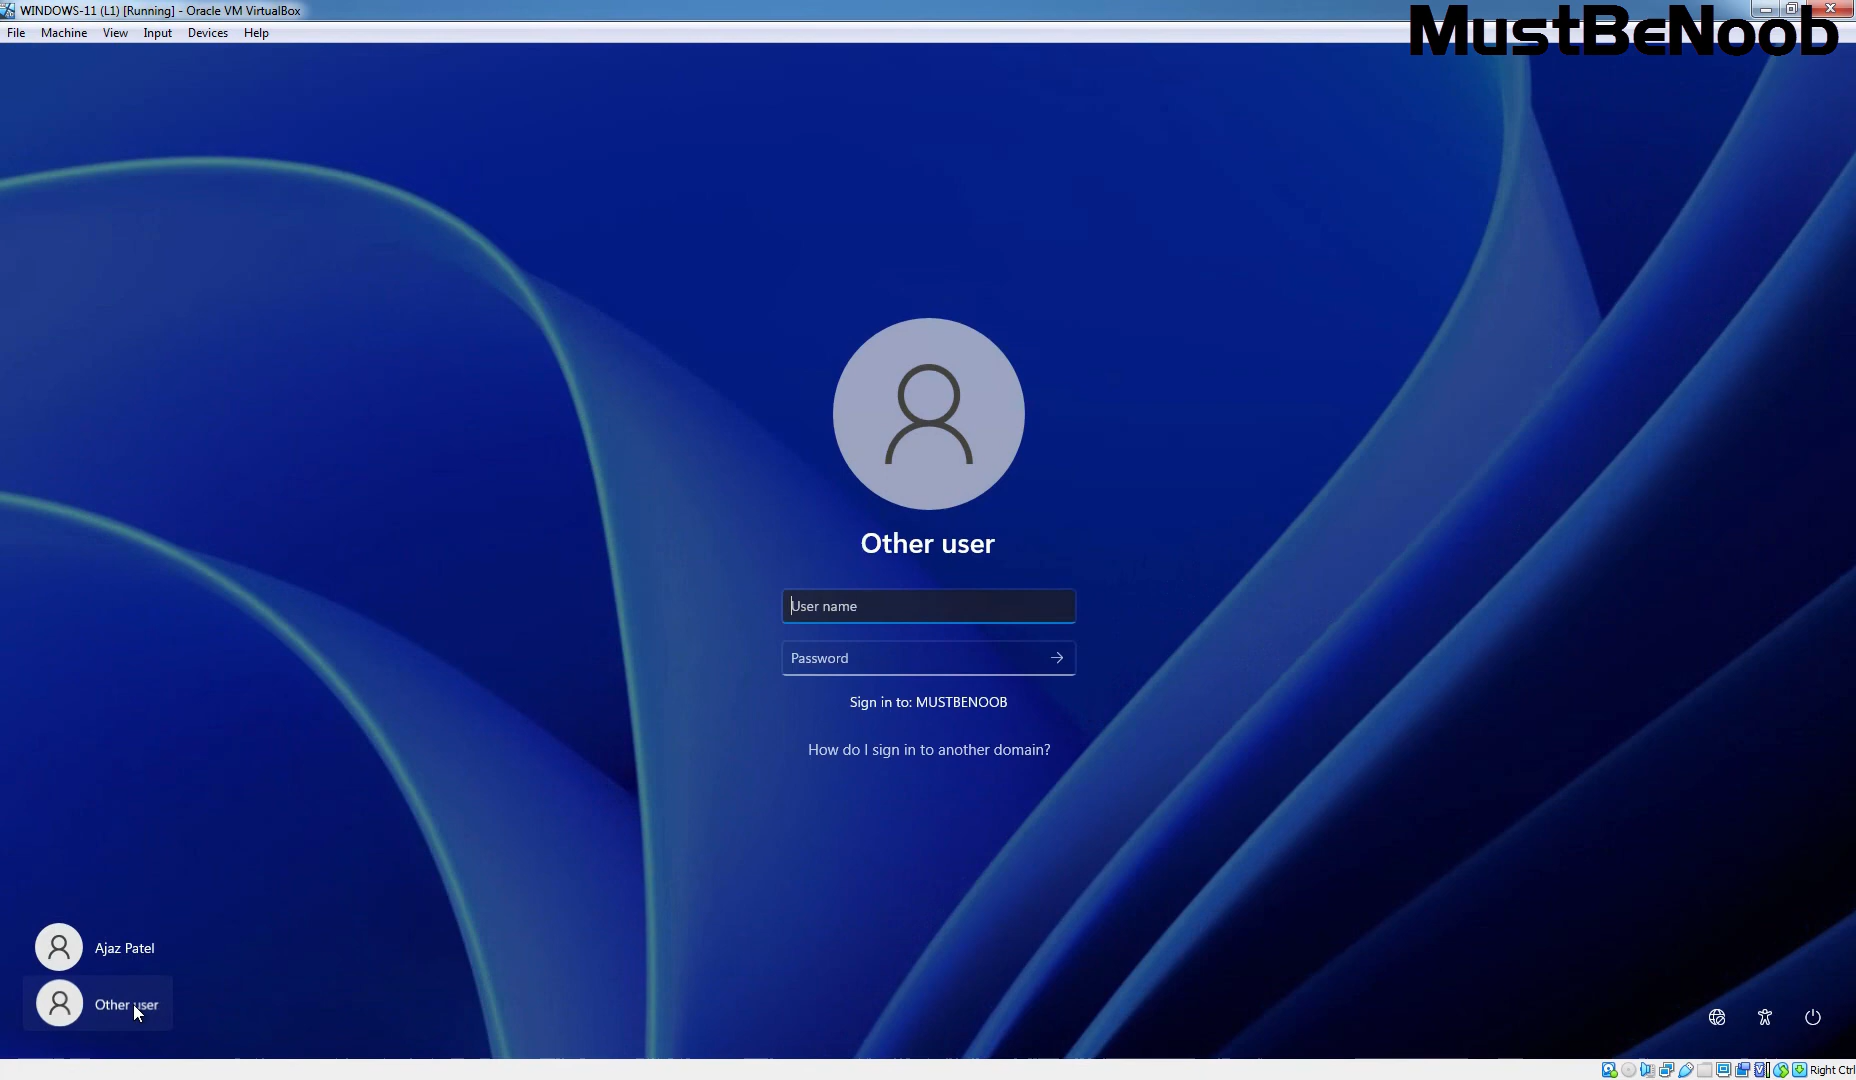 WINDOWS-11 (L1) [Running] - Oracle VM VirtualBox
File Machine View Input Devices Help
MustBeNoob
Other user
User name
Password
Sign in to: MUSTBENOOB
How do I sign in to another domain?
Ajaz Patel
Other user
Right Ctrl